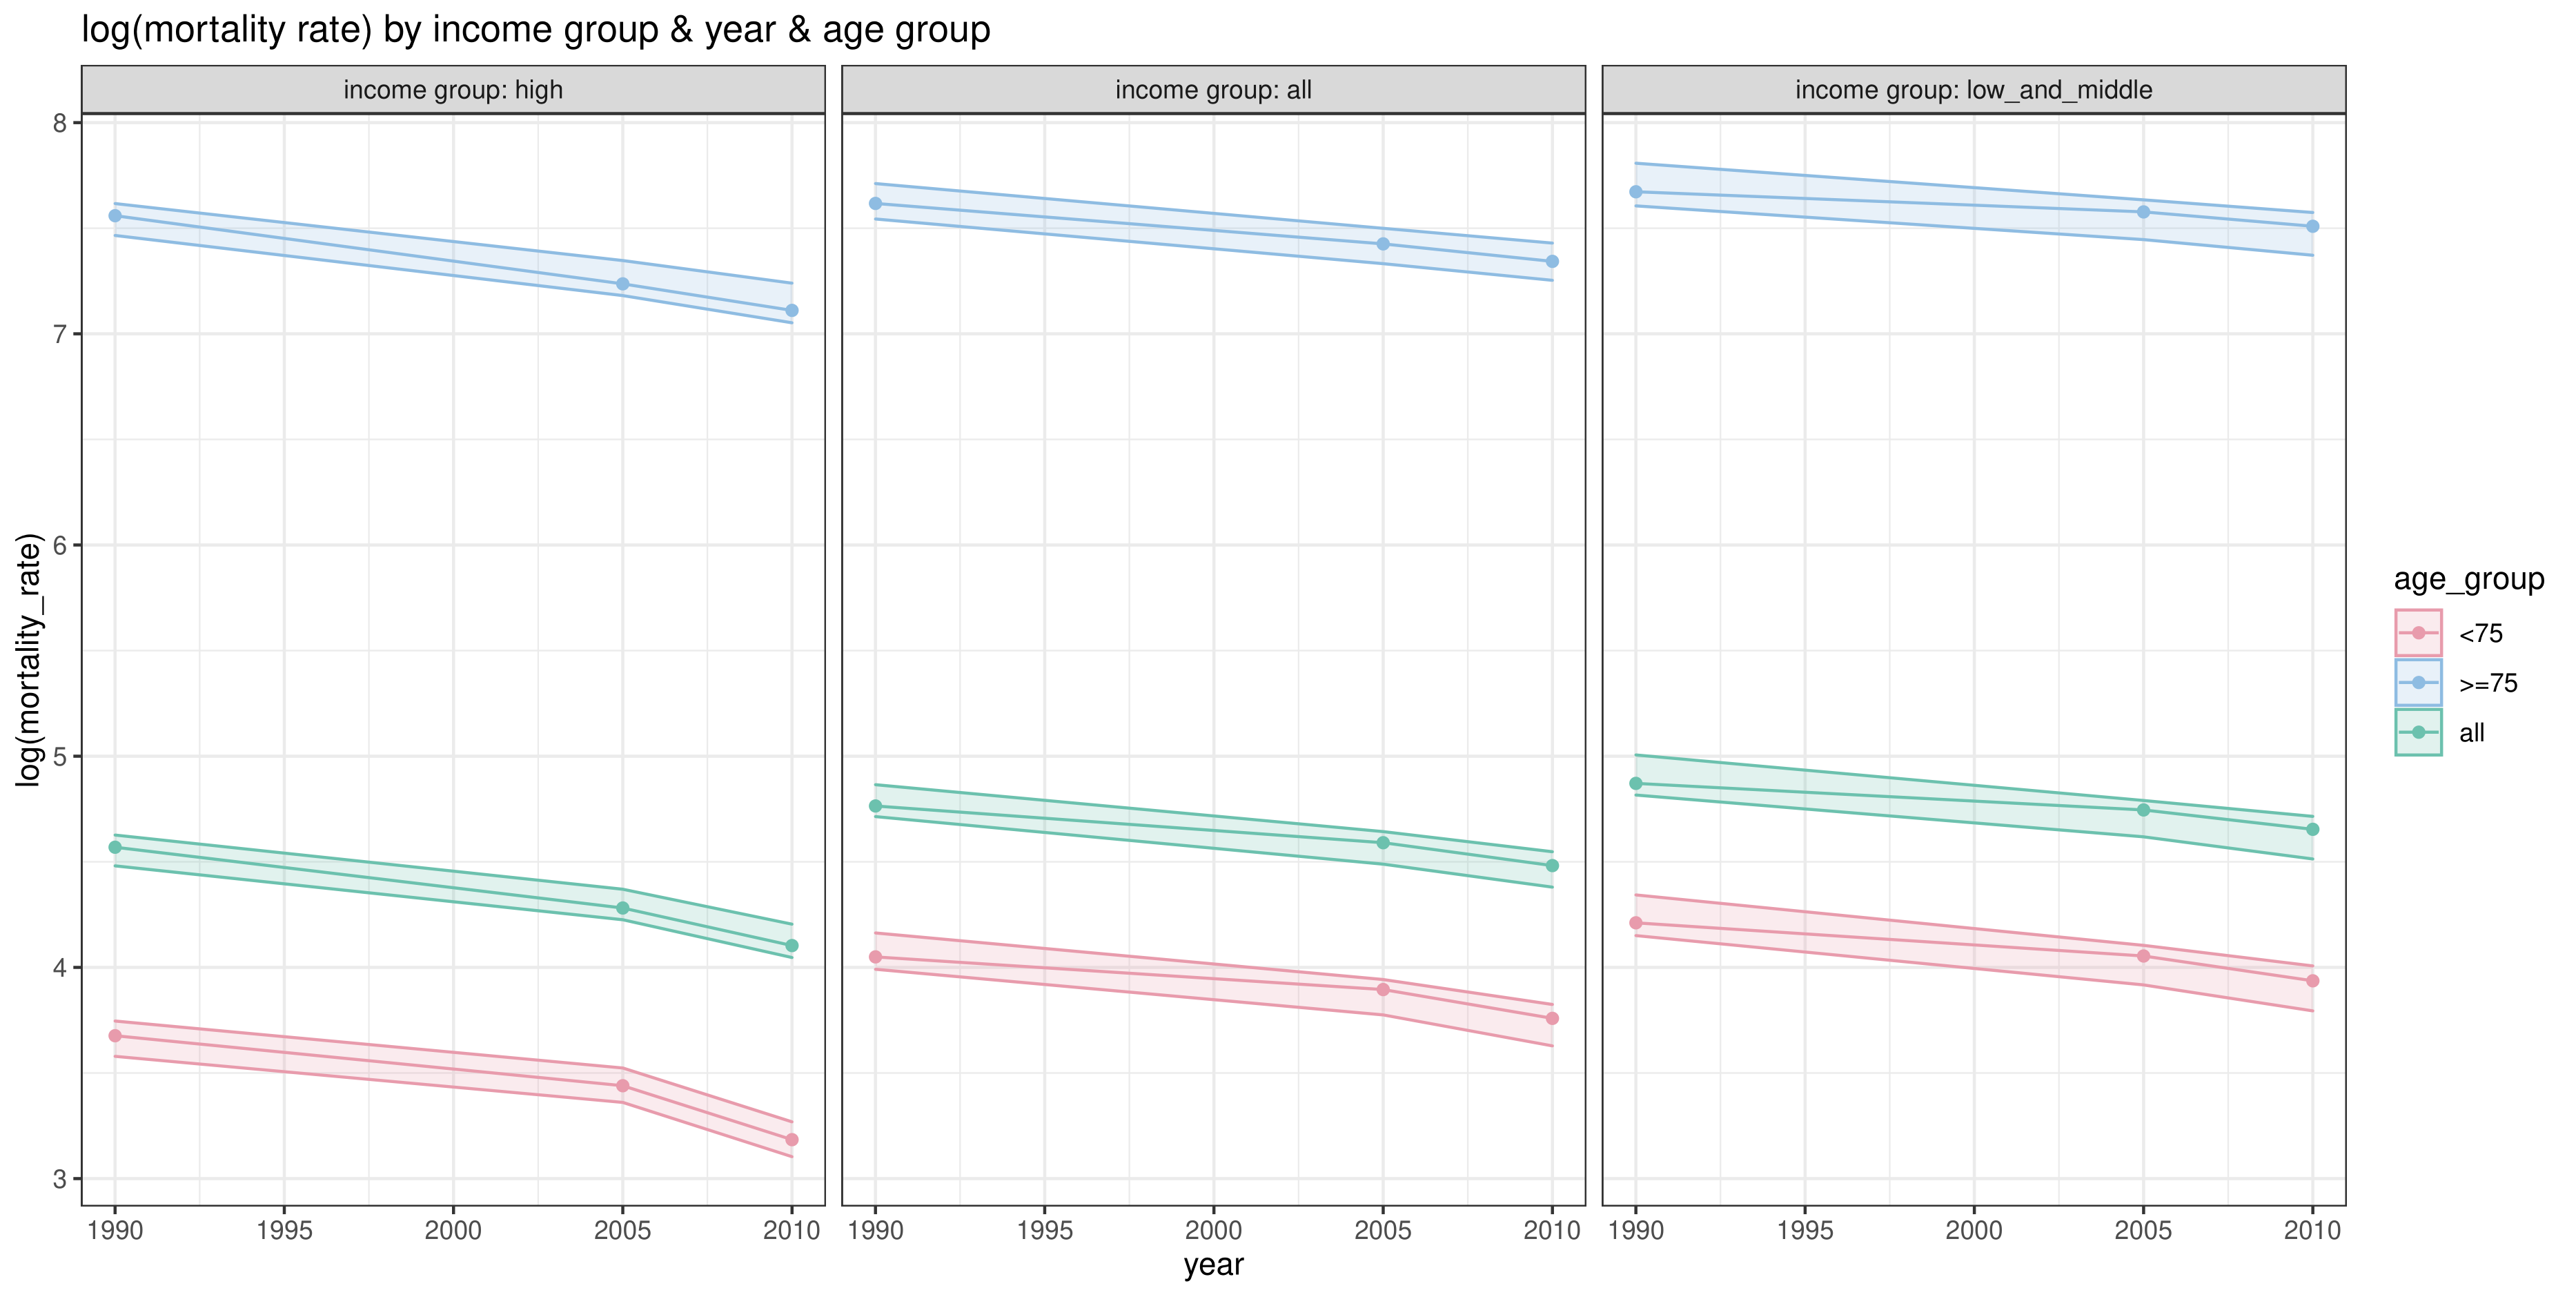 log(mortality rate) by income group & year & age group
income group: high
income group: all
income group: low_and_middle
8
7
6
5
4
3
log(mortality_rate)
1990 1995 2000 2005 2010
1990 1995 2000 2005 2010
1990 1995 2000 2005 2010
year
age_group
<75
>=75
all